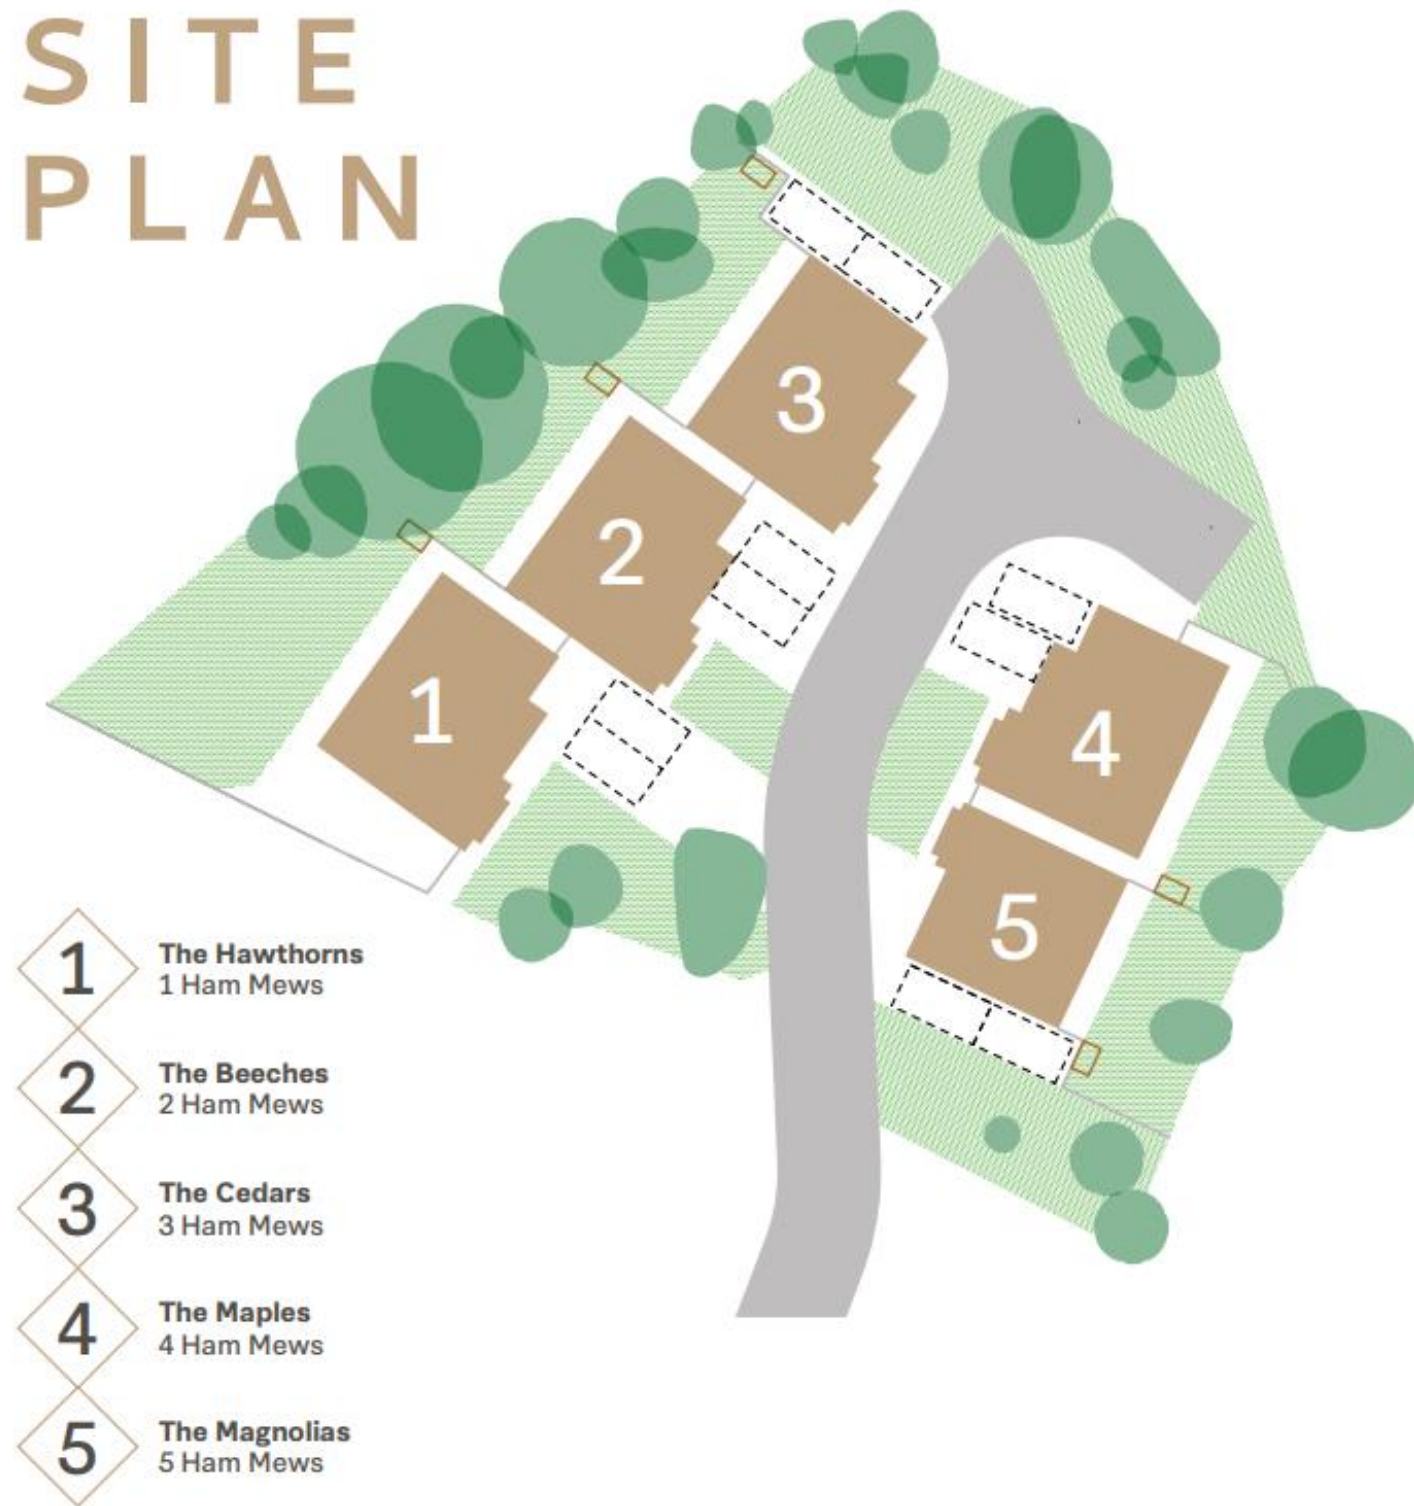 SITE
PLAN
3
2
1
4
5
1
The Hawthorns
1 Ham Mews
2
The Beeches
2 Ham Mews
3
The Cedars
3 Ham Mews
4
The Maples
4 Ham Mews
5
The Magnolias
5 Ham Mews